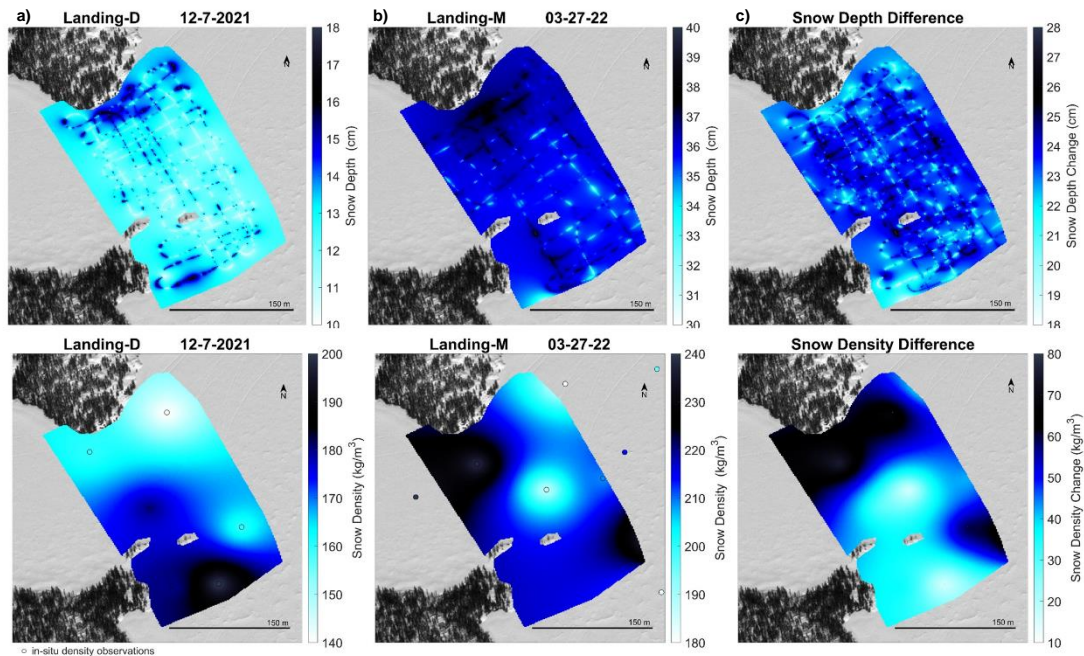 a) Landing-D 12-7-2021
b) Landing-M 03-27-22
c) Snow Depth Difference
N
18
17
16
15
14
13
12
11
10
Snow Depth (cm)
150 m
N
40
39
38
37
36
35
34
33
32
31
30
Snow Depth (cm)
150 m
N
28
27
26
25
24
23
22
21
20
19
18
Snow Depth Change (cm)
150 m
Landing-D 12-7-2021
N
200
190
180
170
160
150
140
Snow Density (kg/m³)
150 m
○ in-situ density observations
Landing-M 03-27-22
N
240
230
220
210
200
190
180
Snow Density (kg/m³)
150 m
Snow Density Difference
N
80
70
60
50
40
30
20
10
Snow Density Change (kg/m³)
150 m